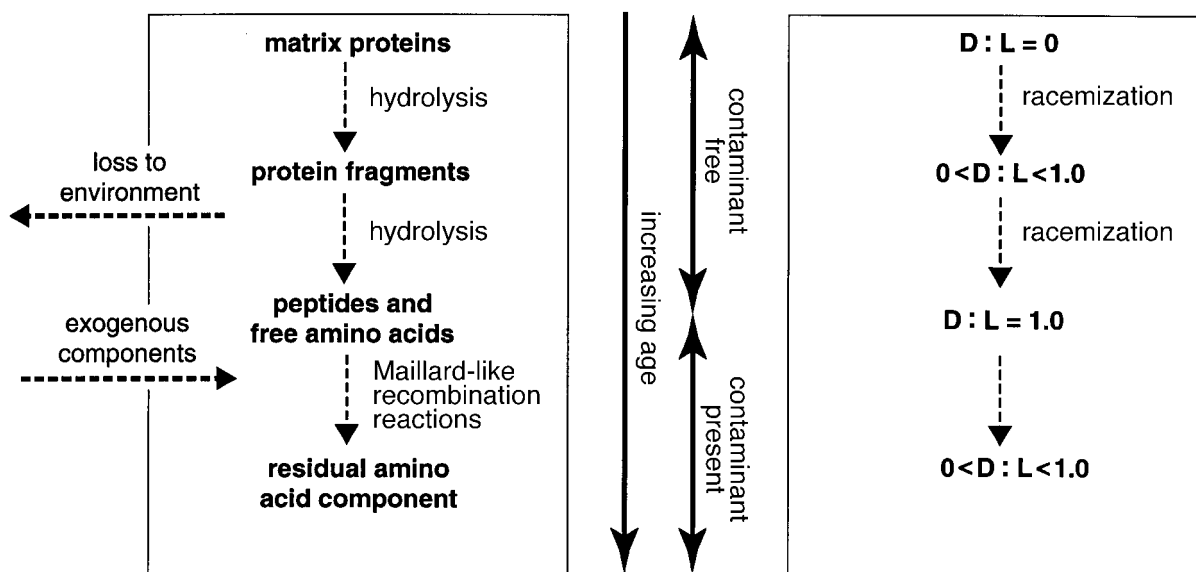 matrix proteins
hydrolysis
protein fragments
loss to
environment
hydrolysis
peptides and
free amino acids
exogenous
components
Maillard-like
recombination
reactions
residual amino
acid component
increasing age
contaminant
free
contaminant
present
D : L = 0
racemization
0<D : L<1.0
racemization
D : L = 1.0
0<D : L<1.0